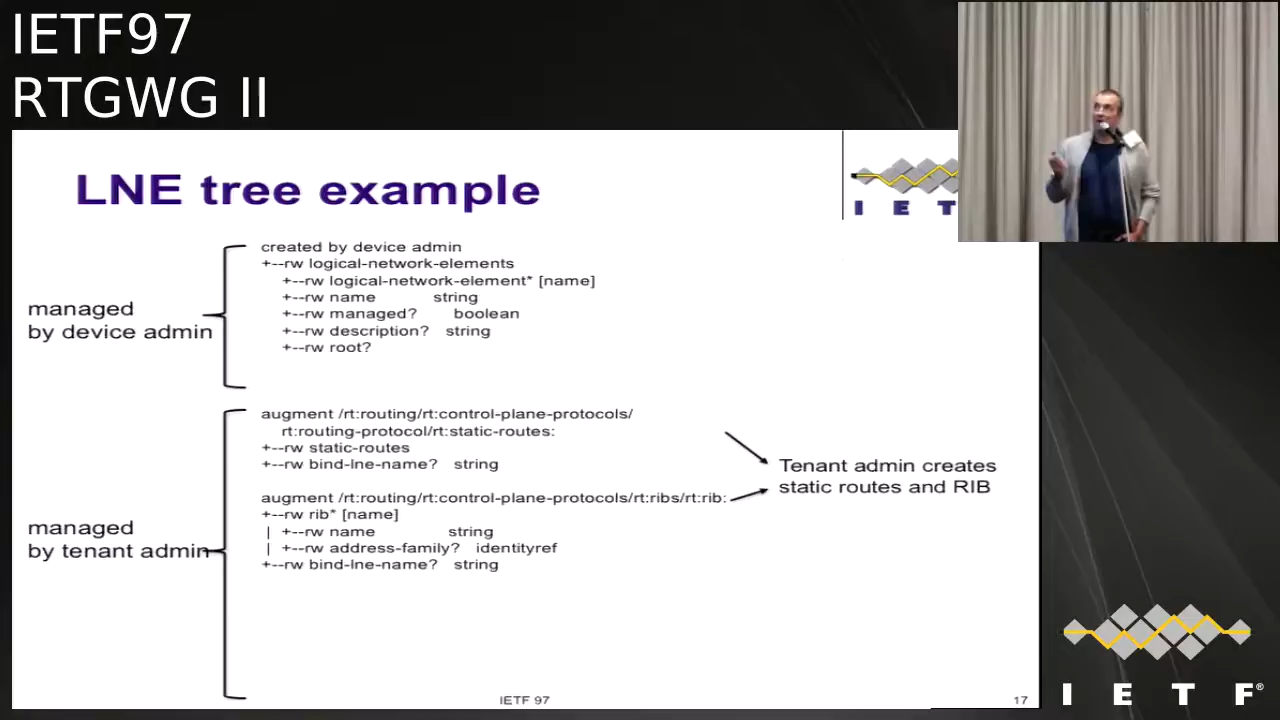 IETF97
RTGWG II
LNE tree example
I E T
managed
by device admin
created by device admin
+--rw logical-network-elements
+--rw logical-network-element* [name]
+--rw name string
+--rw managed? boolean
+--rw description? string
+--rw root?
managed
by tenant admin
augment /rt:routing/rt:control-plane-protocols/
rt:routing-protocol/rt:static-routes:
+--rw static-routes
+--rw bind-lne-name? string
augment /rt:routing/rt:control-plane-protocols/rt:ribs/rt:rib:
+--rw rib* [name]
| +--rw name string
| +--rw address-family? identityref
+--rw bind-lne-name? string
Tenant admin creates
static routes and RIB
IETF 97
17
I E T F®